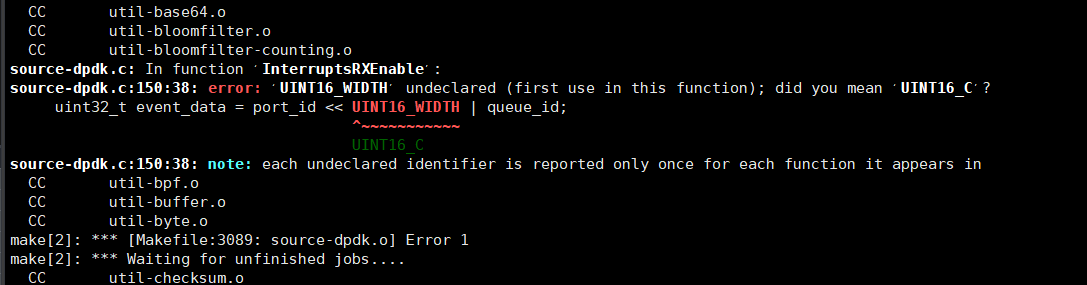 CC       util-base64.o
CC       util-bloomfilter.o
CC       util-bloomfilter-counting.o
source-dpdk.c: In function ‘InterruptsRXEnable’:
source-dpdk.c:150:38: error: ‘UINT16_WIDTH’ undeclared (first use in this function); did you mean ‘UINT16_C’?
     uint32_t event_data = port_id << UINT16_WIDTH | queue_id;
                                      ^~~~~~~~~~~~
                                      UINT16_C
source-dpdk.c:150:38: note: each undeclared identifier is reported only once for each function it appears in
CC       util-bpf.o
CC       util-buffer.o
CC       util-byte.o
make[2]: *** [Makefile:3089: source-dpdk.o] Error 1
make[2]: *** Waiting for unfinished jobs....
CC       util-checksum.o